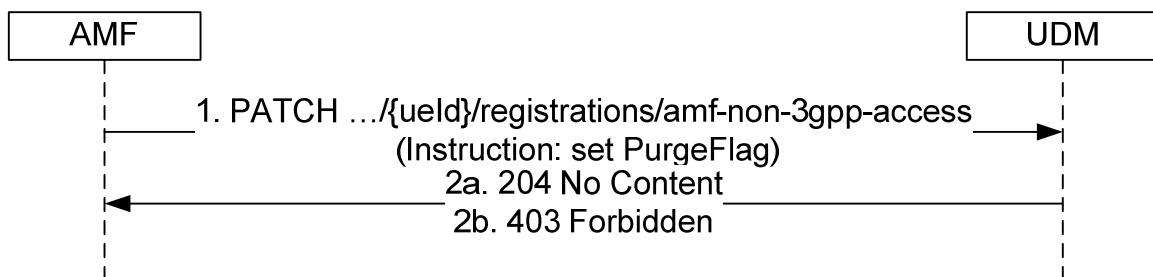 AMF
UDM
1. PATCH …/{ueId}/registrations/amf-non-3gpp-access
(Instruction: set PurgeFlag)
2a. 204 No Content
2b. 403 Forbidden